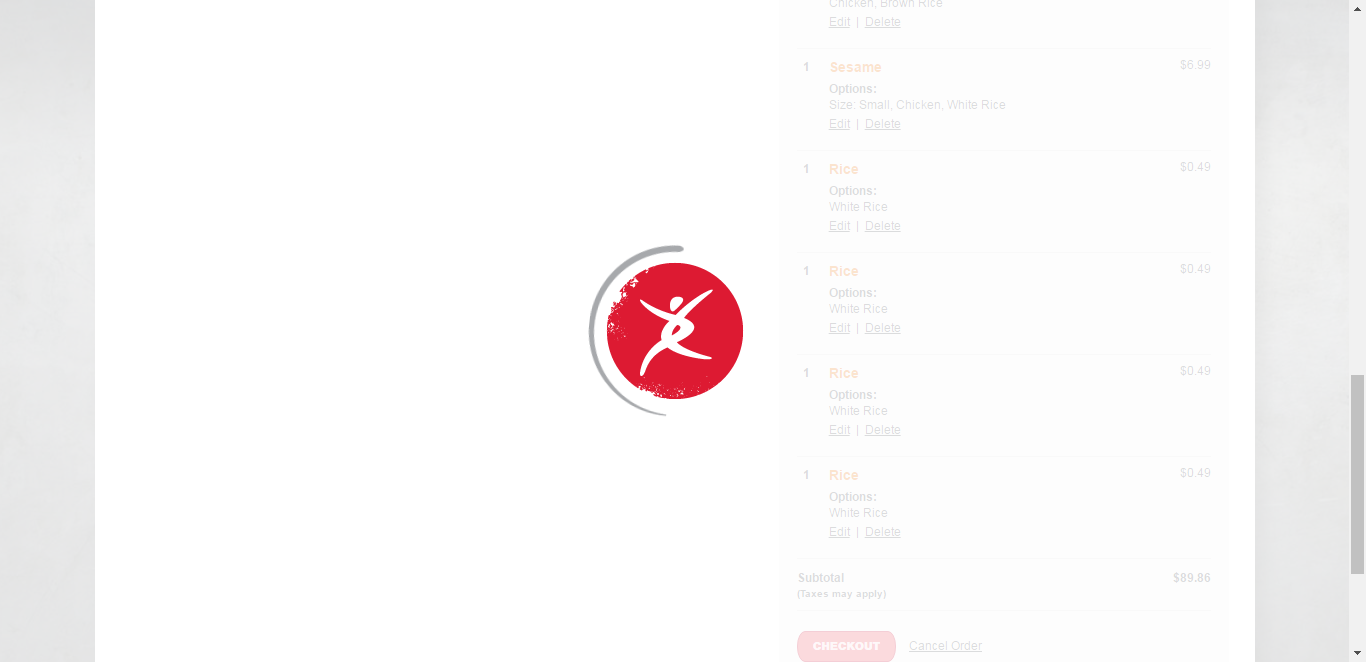 Chicken, Brown Rice
Edit | Delete
1 Sesame $6.99
Options:
Size: Small, Chicken, White Rice
Edit | Delete
1 Rice $0.49
Options:
White Rice
Edit | Delete
1 Rice $0.49
Options:
White Rice
Edit | Delete
1 Rice $0.49
Options:
White Rice
Edit | Delete
1 Rice $0.49
Options:
White Rice
Edit | Delete
Subtotal $89.86
(Taxes may apply)
CHECKOUT Cancel Order